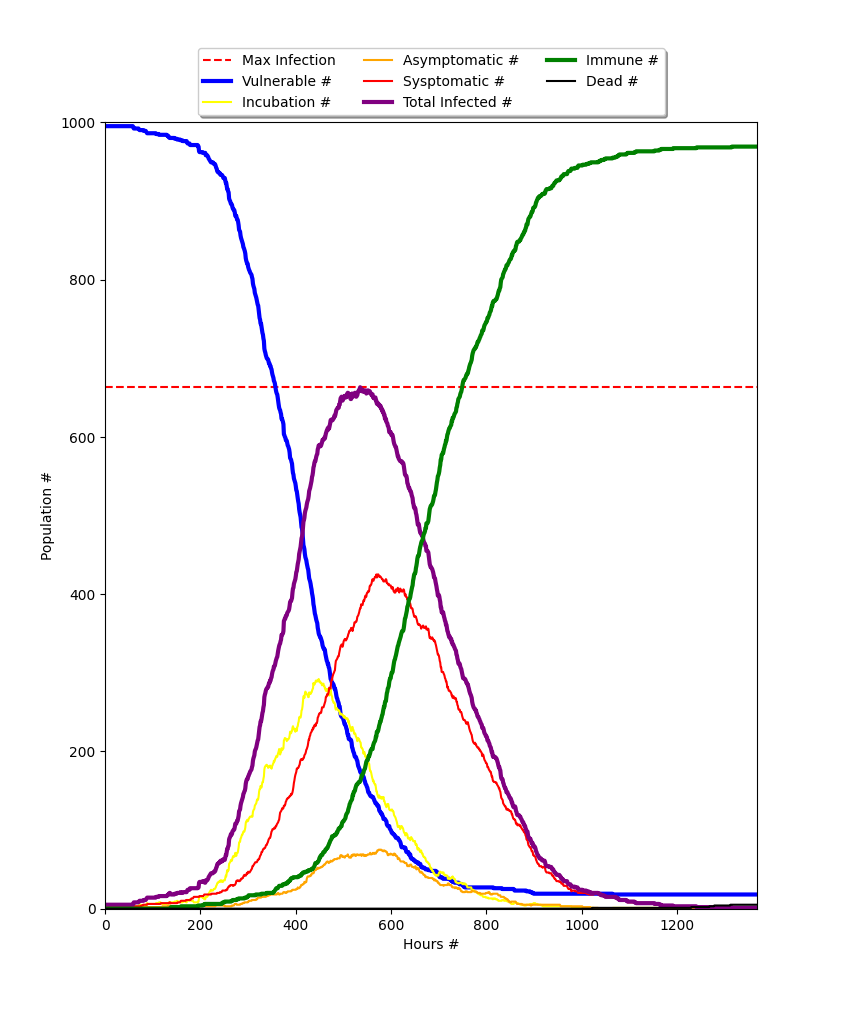 Max Infection Asymptomatic # Immune #
Vulnerable # Sysptomatic # Dead #
Incubation # Total Infected #
1000
800
600
400
200
0
Population #
0 200 400 600 800 1000 1200
Hours #